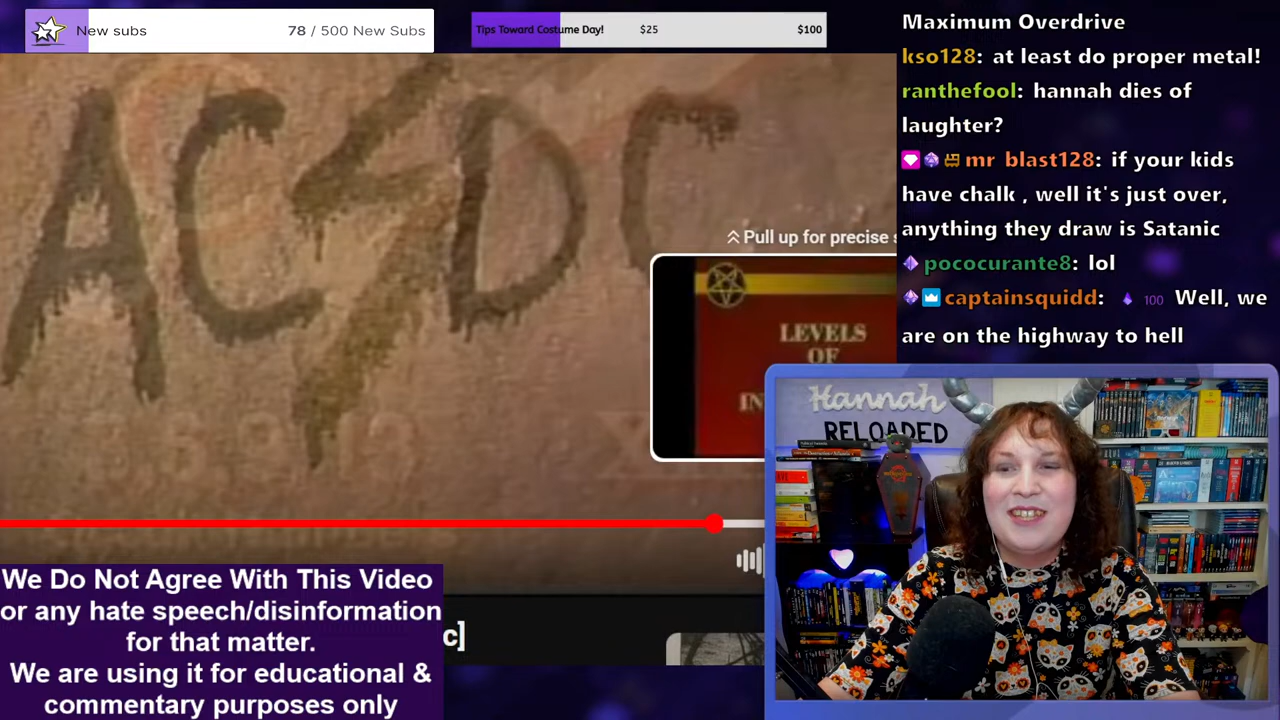 New subs
78 / 500 New Subs
Tips Toward Costume Day!
$25
$100
AC DC
Pull up for precise s
LEVELS
OF
IN
c]
We Do Not Agree With This Video
or any hate speech/disinformation
for that matter.
We are using it for educational &
commentary purposes only
Maximum Overdrive
kso128: at least do proper metal!
ranthefool: hannah dies of
laughter?
mr_blast128: if your kids
have chalk , well it's just over,
anything they draw is Satanic
pococurante8: lol
captainsquidd: 100 Well, we
are on the highway to hell
Hannah
RELOADED